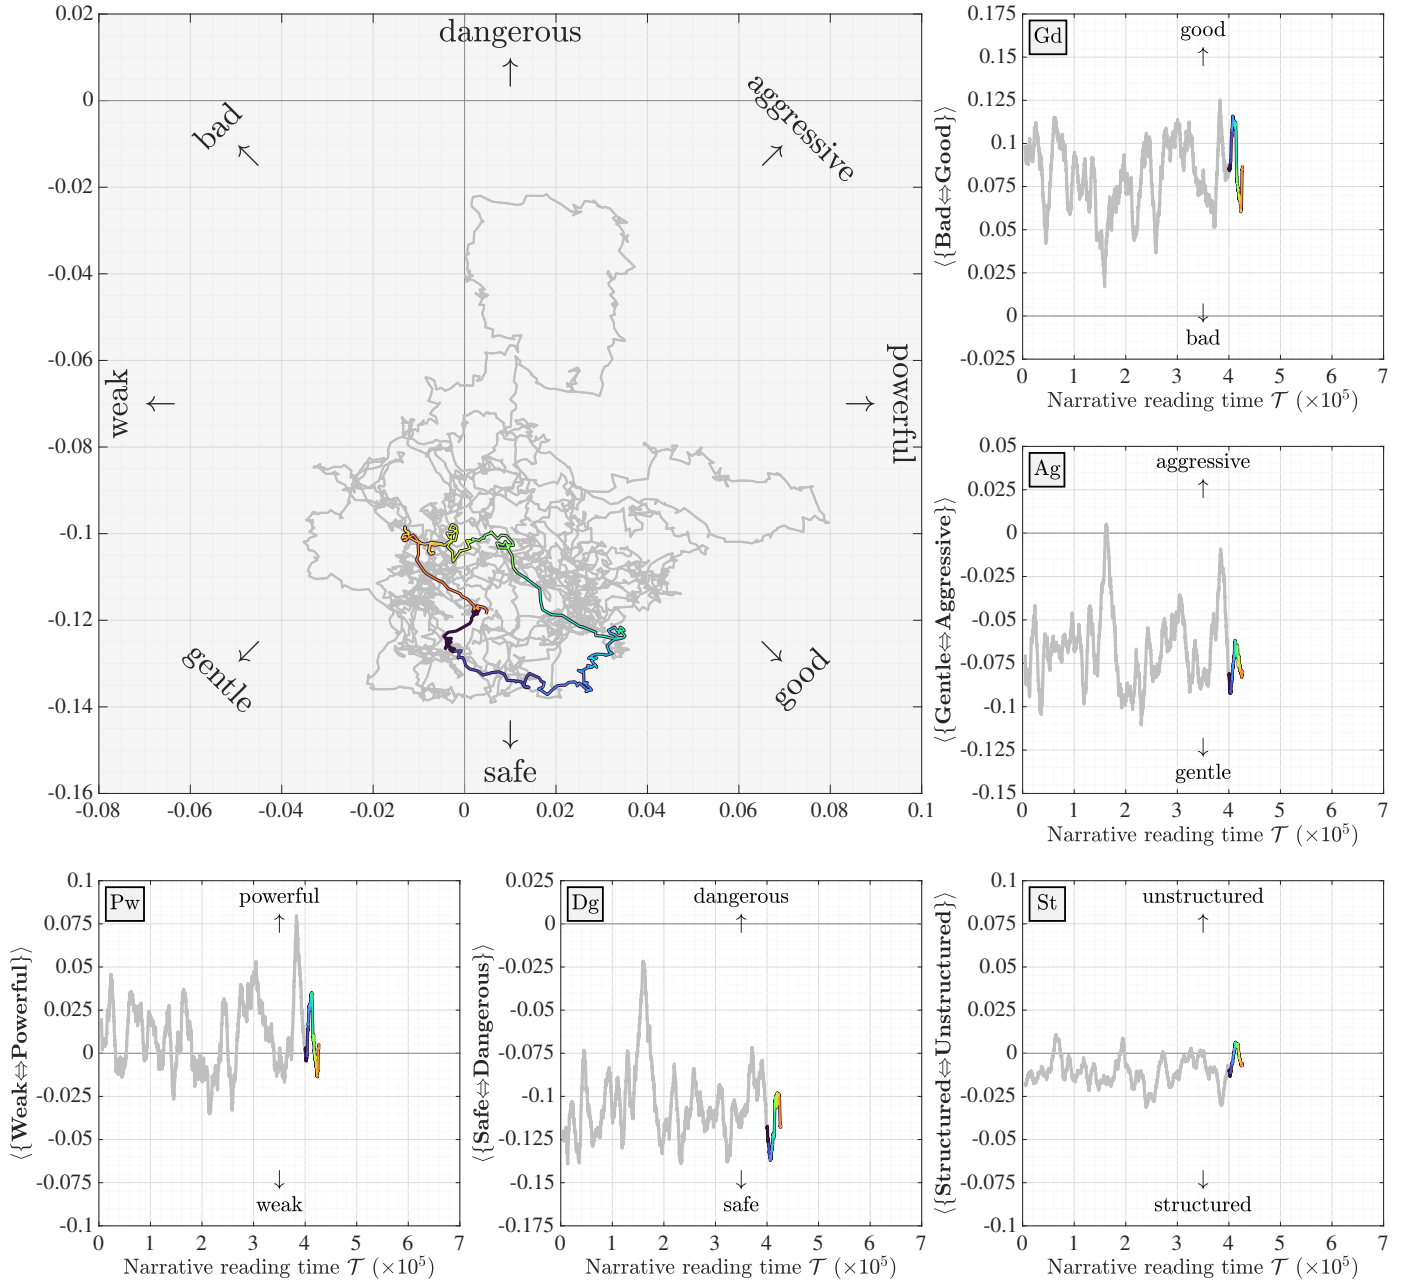 0.02
0
-0.02
-0.04
-0.06
-0.08
-0.1
-0.12
-0.14
-0.16
-0.08
-0.06
-0.04
-0.02
0
0.02
0.04
0.06
0.08
0.1
dangerous
↑
bad
↖
aggressive
↗
weak
←
powerful
→
gentle
↙
good
↘
↓
safe
Gd
good
↑
↓
bad
0.175
0.15
0.125
0.1
0.075
0.05
0.025
0
-0.025
⟨{Bad⇔Good}⟩
0 1 2 3 4 5 6 7
Narrative reading time 𝒯 (×10⁵)
Ag
aggressive
↑
↓
gentle
0.05
0.025
0
-0.025
-0.05
-0.075
-0.1
-0.125
-0.15
⟨{Gentle⇔Aggressive}⟩
0 1 2 3 4 5 6 7
Narrative reading time 𝒯 (×10⁵)
Pw
powerful
↑
↓
weak
0.1
0.075
0.05
0.025
0
-0.025
-0.05
-0.075
-0.1
⟨{Weak⇔Powerful}⟩
0 1 2 3 4 5 6 7
Narrative reading time 𝒯 (×10⁵)
Dg
dangerous
↑
↓
safe
0.025
0
-0.025
-0.05
-0.075
-0.1
-0.125
-0.15
-0.175
⟨{Safe⇔Dangerous}⟩
0 1 2 3 4 5 6 7
Narrative reading time 𝒯 (×10⁵)
St
unstructured
↑
↓
structured
0.1
0.075
0.05
0.025
0
-0.025
-0.05
-0.075
-0.1
⟨{Structured⇔Unstructured}⟩
0 1 2 3 4 5 6 7
Narrative reading time 𝒯 (×10⁵)